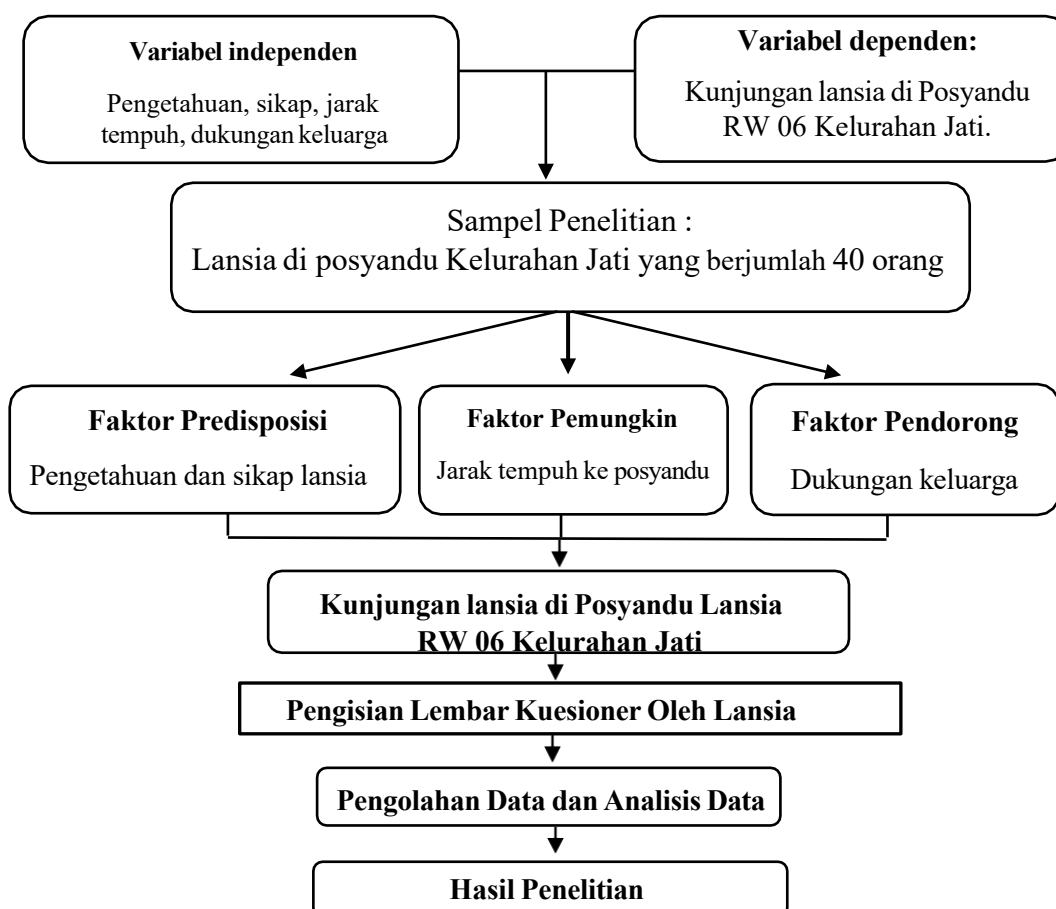 Variabel independen
Pengetahuan, sikap, jarak
tempuh, dukungan keluarga
Variabel dependen:
Kunjungan lansia di Posyandu
RW 06 Kelurahan Jati.
Sampel Penelitian :
Lansia di posyandu Kelurahan Jati yang berjumlah 40 orang
Faktor Predisposisi
Pengetahuan dan sikap lansia
Faktor Pemungkin
Jarak tempuh ke posyandu
Faktor Pendorong
Dukungan keluarga
Kunjungan lansia di Posyandu Lansia
RW 06 Kelurahan Jati
Pengisian Lembar Kuesioner Oleh Lansia
Pengolahan Data dan Analisis Data
Hasil Penelitian